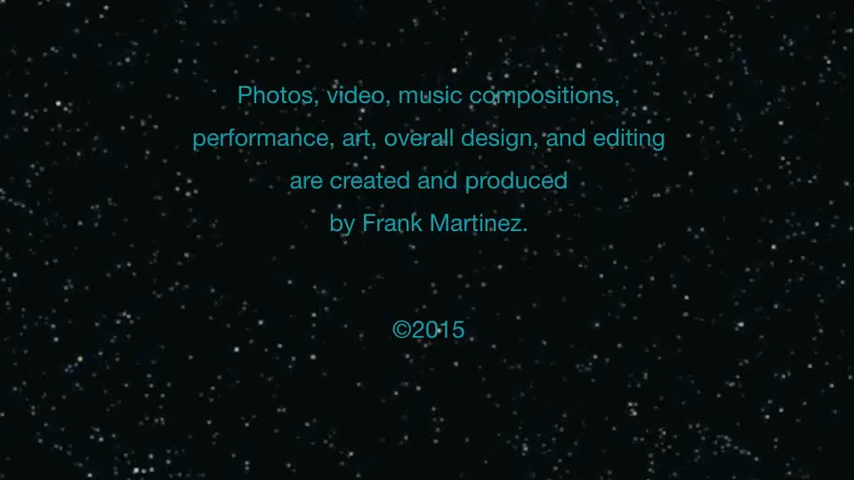 Photos, video, music compositions,
performance, art, overall design, and editing
are created and produced
by Frank Martinez.
©2015